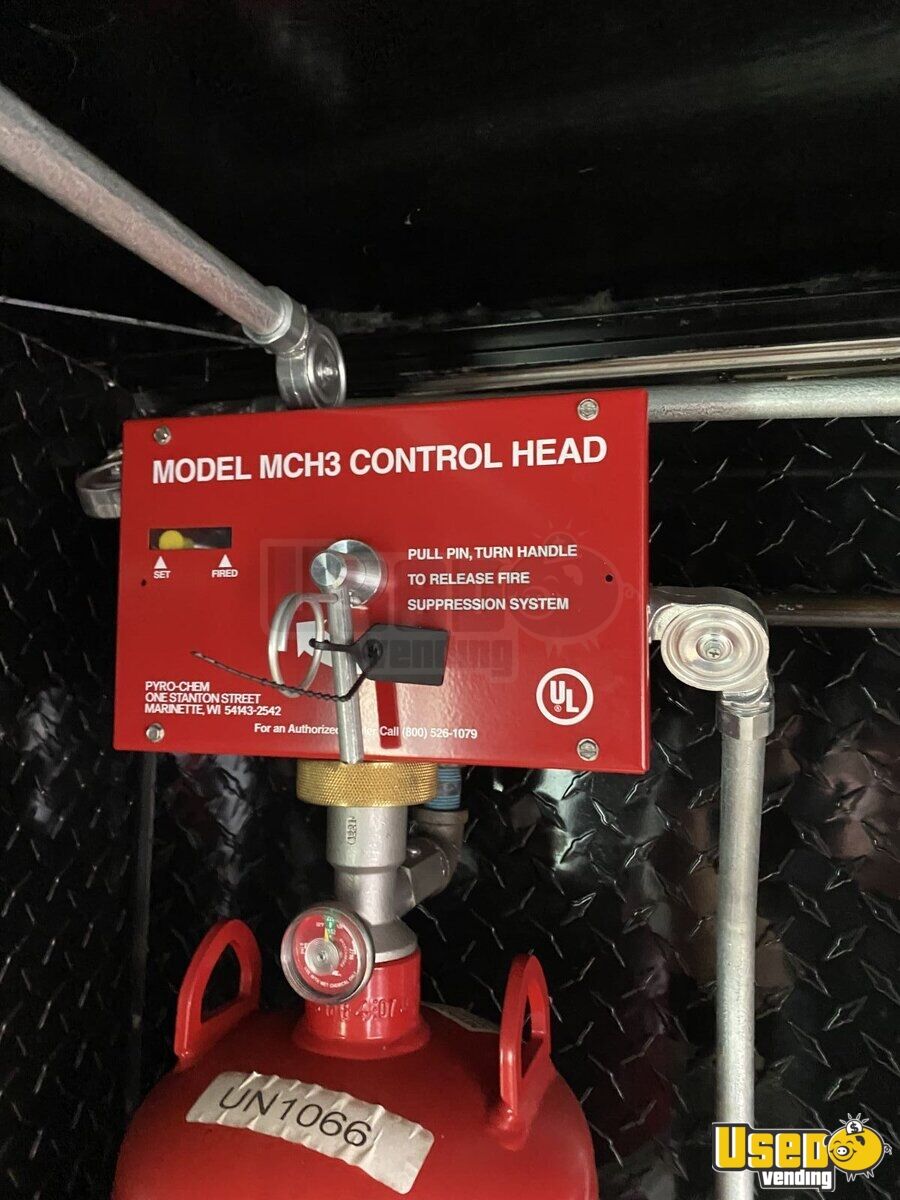 MODEL MCH3 CONTROL HEAD
SET
FIRED
PULL PIN, TURN HANDLE
TO RELEASE FIRE
SUPPRESSION SYSTEM
PYRO-CHEM
ONE STANTON STREET
MARINETTE, WI 54143-2542
For an Authorized Call (800) 526-1079
UL
®
vending
UN1066
USED
vending